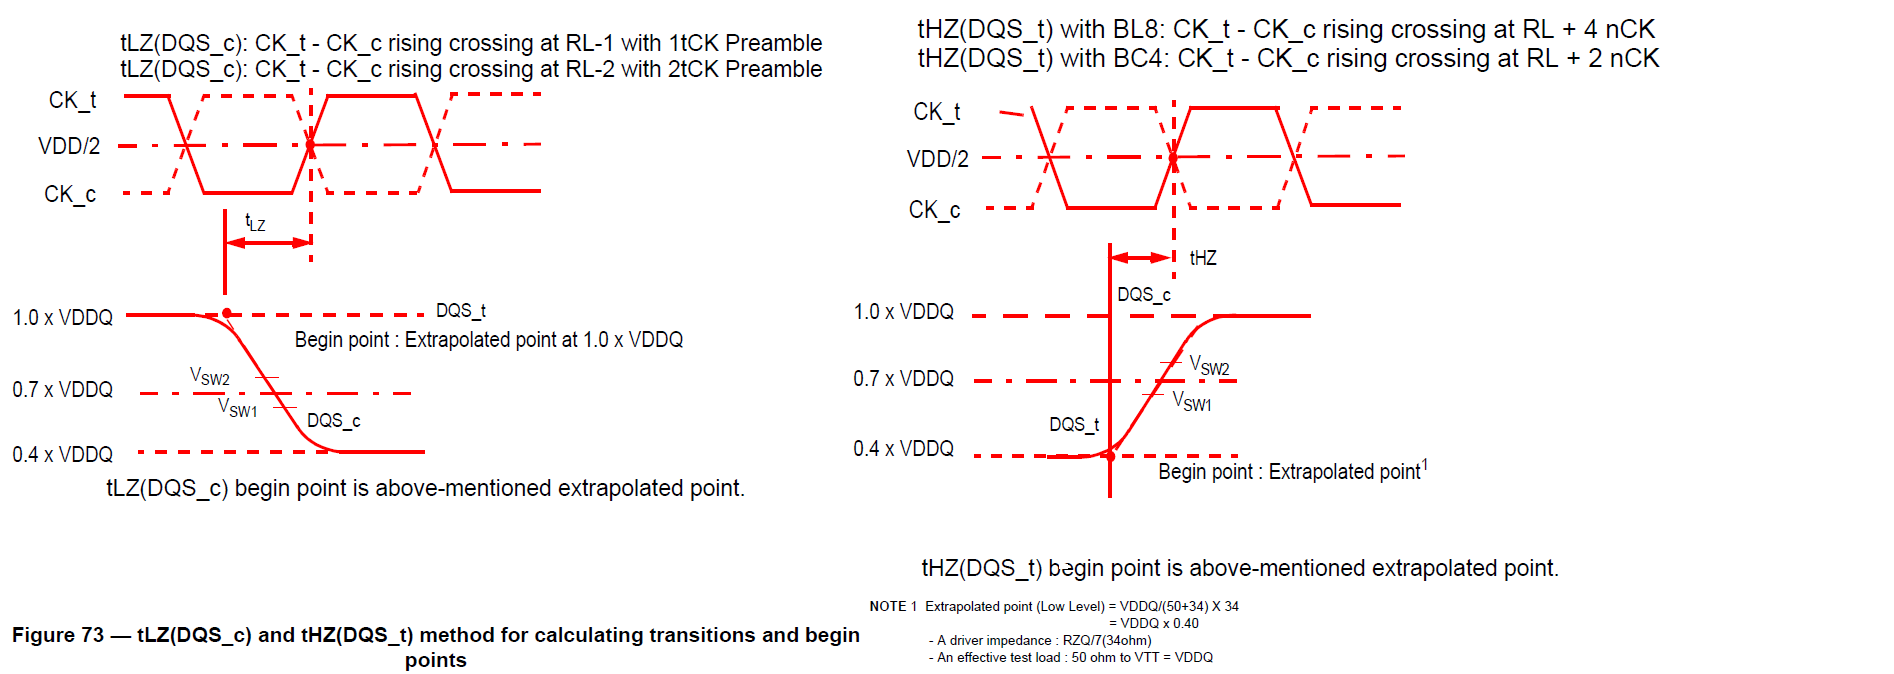 tLZ(DQS_c): CK_t - CK_c rising crossing at RL-1 with 1tCK Preamble
tLZ(DQS_c): CK_t - CK_c rising crossing at RL-2 with 2tCK Preamble
CK_t
VDD/2
CK_c
tLZ
1.0 x VDDQ
DQS_t
Begin point : Extrapolated point at 1.0 x VDDQ
VSW2
0.7 x VDDQ
VSW1
DQS_c
0.4 x VDDQ
tLZ(DQS_c) begin point is above-mentioned extrapolated point.
tHZ(DQS_t) with BL8: CK_t - CK_c rising crossing at RL + 4 nCK
tHZ(DQS_t) with BC4: CK_t - CK_c rising crossing at RL + 2 nCK
CK_t
VDD/2
CK_c
tHZ
DQS_c
1.0 x VDDQ
VSW2
0.7 x VDDQ
VSW1
DQS_t
0.4 x VDDQ
Begin point : Extrapolated point1
tHZ(DQS_t) begin point is above-mentioned extrapolated point.
NOTE 1 Extrapolated point (Low Level) = VDDQ/(50+34) X 34
= VDDQ x 0.40
- A driver impedance : RZQ/7(34ohm)
- An effective test load : 50 ohm to VTT = VDDQ
Figure 73 — tLZ(DQS_c) and tHZ(DQS_t) method for calculating transitions and begin
points